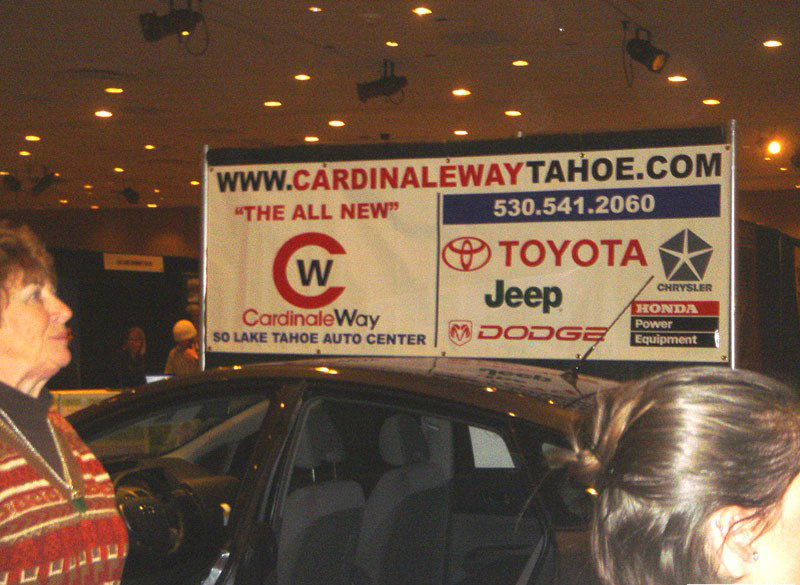 WWW.CARDINALEWAYTAHOE.COM
"THE ALL NEW"
CW
CardinaleWay
SO LAKE TAHOE AUTO CENTER
530.541.2060
TOYOTA
CHRYSLER
Jeep
DODGE
HONDA
Power
Equipment